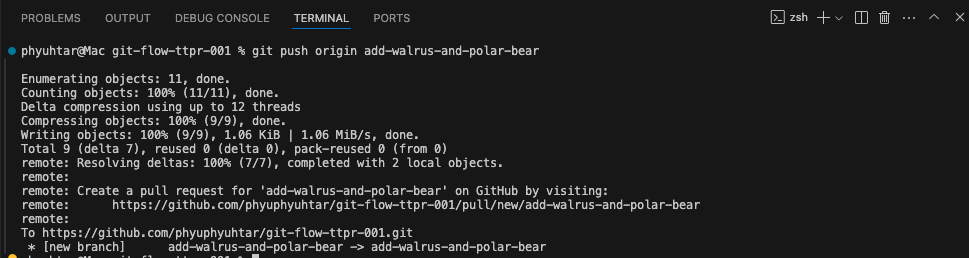 PROBLEMS OUTPUT DEBUG CONSOLE TERMINAL PORTS zsh
phyuhtar@Mac git-flow-ttpr-001 % git push origin add-walrus-and-polar-bear
Enumerating objects: 11, done.
Counting objects: 100% (11/11), done.
Delta compression using up to 12 threads
Compressing objects: 100% (9/9), done.
Writing objects: 100% (9/9), 1.06 KiB | 1.06 MiB/s, done.
Total 9 (delta 7), reused 0 (delta 0), pack-reused 0 (from 0)
remote: Resolving deltas: 100% (7/7), completed with 2 local objects.
remote:
remote: Create a pull request for 'add-walrus-and-polar-bear' on GitHub by visiting:
remote:      https://github.com/phyuphyuhtar/git-flow-ttpr-001/pull/new/add-walrus-and-polar-bear
remote:
To https://github.com/phyuphyuhtar/git-flow-ttpr-001.git
 * [new branch]      add-walrus-and-polar-bear -> add-walrus-and-polar-bear